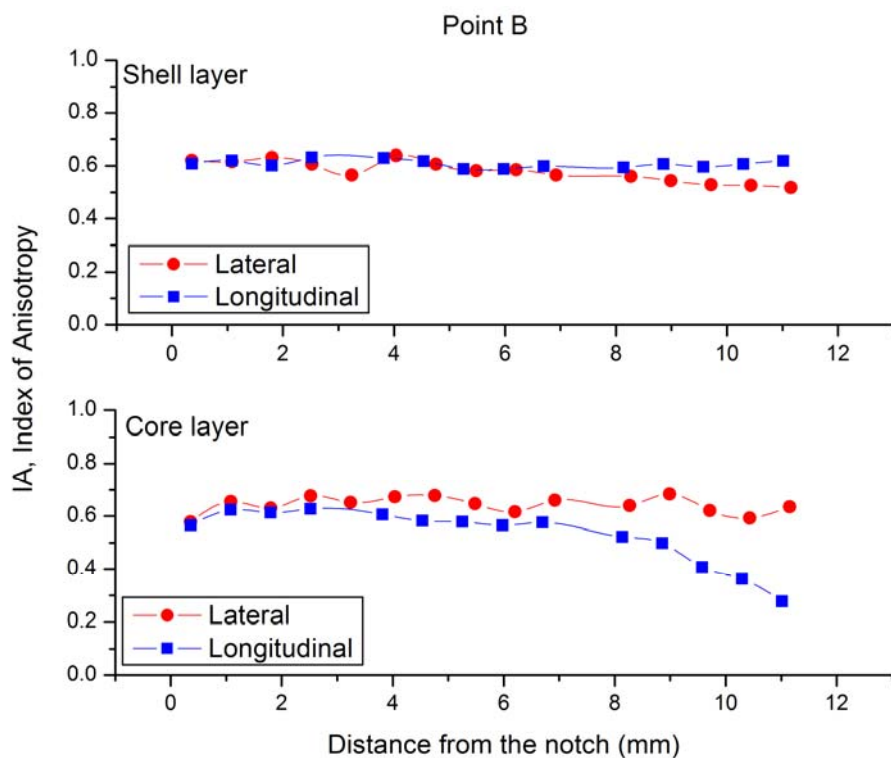 Point B
Shell layer
1.0
0.8
0.6
0.4
0.2
0.0
Lateral
Longitudinal
0 2 4 6 8 10 12
IA, Index of Anisotropy
Core layer
1.0
0.8
0.6
0.4
0.2
0.0
Lateral
Longitudinal
0 2 4 6 8 10 12
Distance from the notch (mm)